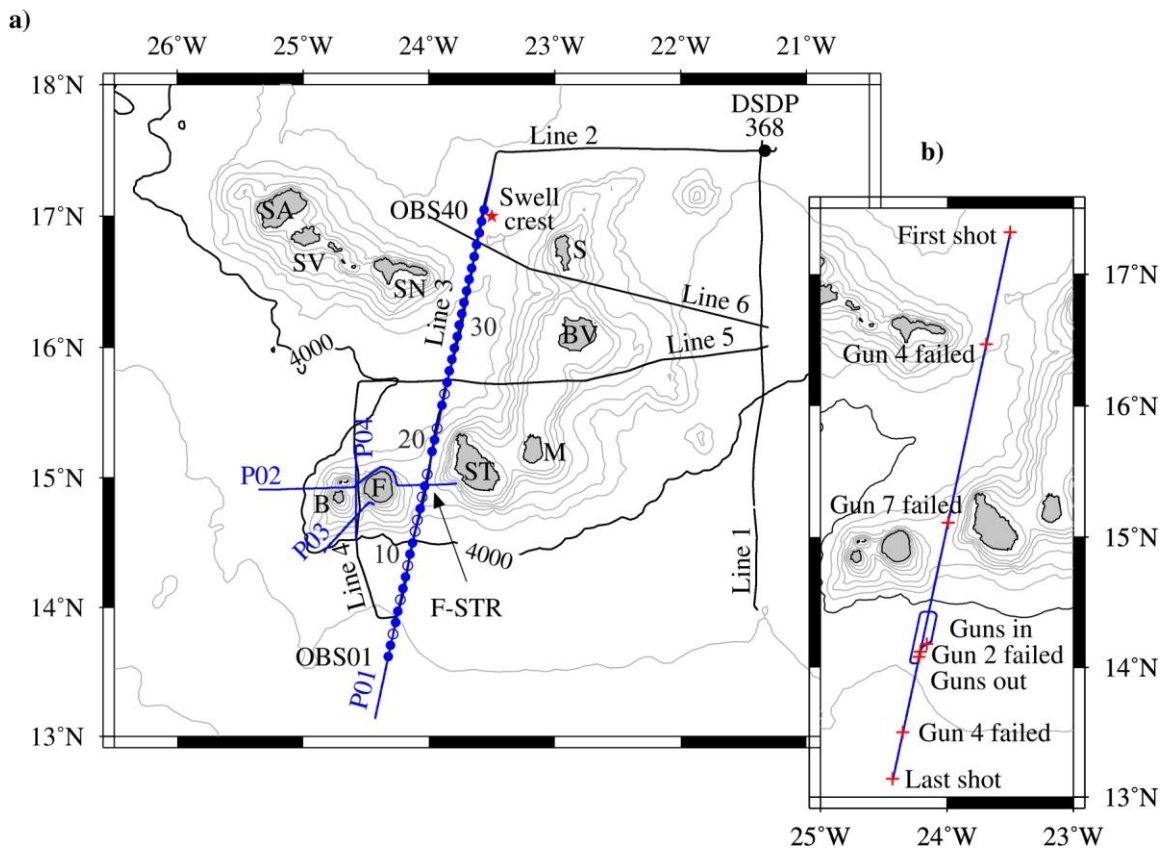 a)
26°W 25°W 24°W 23°W 22°W 21°W
18°N
DSDP
368
Line 2
b)
17°N
SA
OBS40
Swell
crest
First shot
17°N
SV
S
SN
Line 3
Line 6
30
BV
Gun 4 failed
16°N
4000
Line 5
16°N
P04
20
M
ST
15°N
P02
F
B
Gun 7 failed
15°N
P03
10
4000
Line 4
Line 1
14°N
F-STR
Guns in
Gun 2 failed
14°N
Guns out
OBS01
P01
Gun 4 failed
13°N
Last shot
13°N
25°W 24°W 23°W